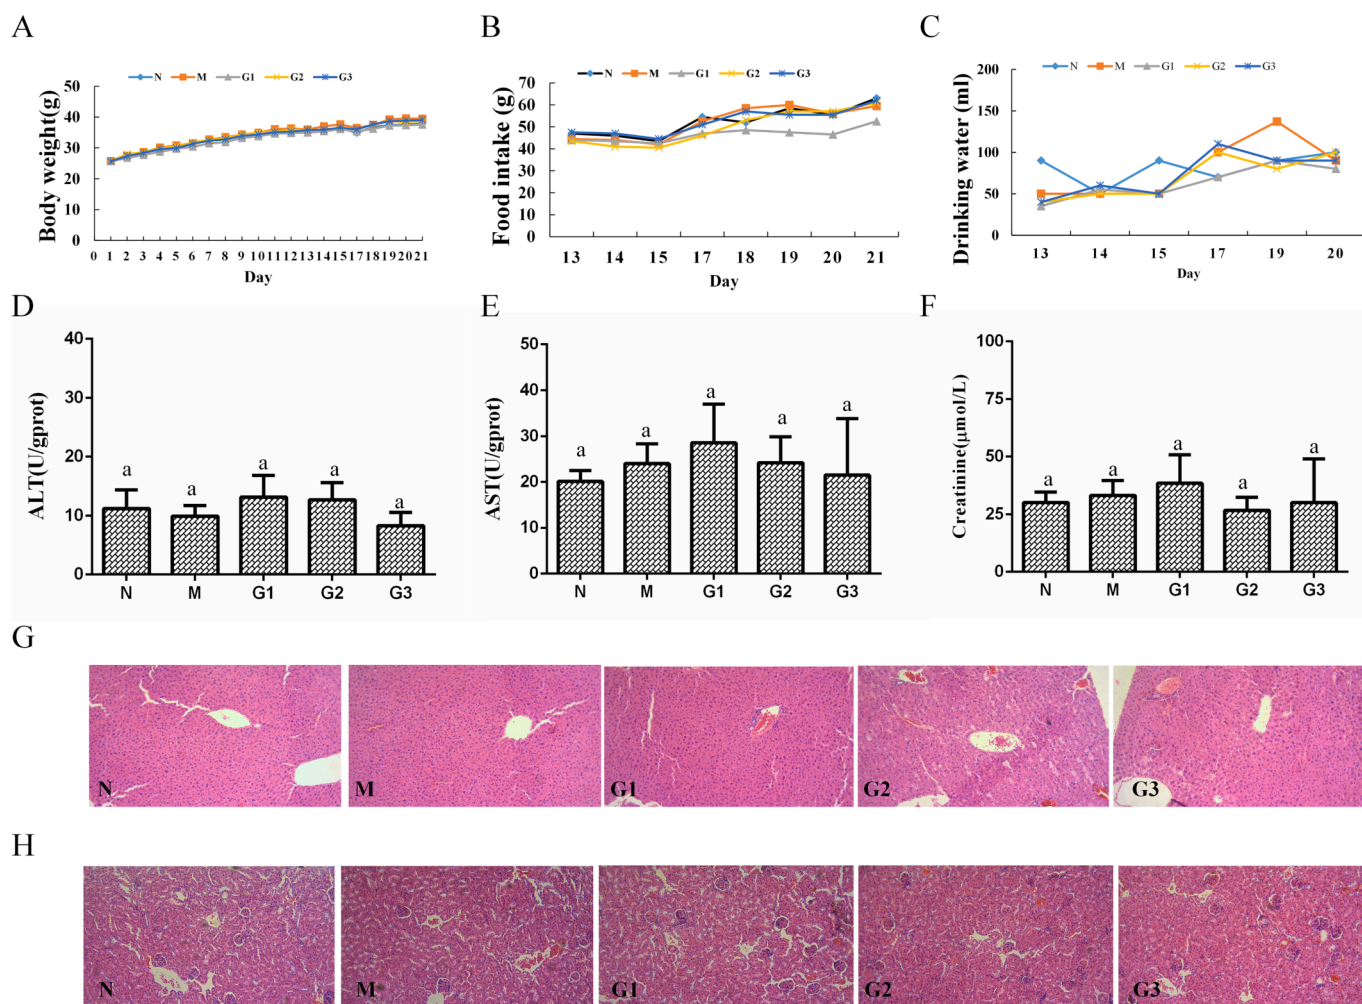 A
B
C
N M G1 G2 G3
Body weight(g)
50
40
30
20
10
0
0 1 2 3 4 5 6 7 8 9 10 11 12 13 14 15 16 17 18 19 20 21
Day
N M G1 G2 G3
Food intake (g)
70
60
50
40
30
20
10
0
13 14 15 17 18 19 20 21
Day
N M G1 G2 G3
Drinking water (ml)
200
150
100
50
0
13 14 15 17 19 20
Day
D
E
F
ALT(U/gprot)
40
30
20
10
0
a a a a a
N M G1 G2 G3
AST(U/gprot)
50
40
30
20
10
0
a a a a a
N M G1 G2 G3
Creatinine(μmol/L)
100
75
50
25
0
a a a a a
N M G1 G2 G3
G
N M G1 G2 G3
H
N M G1 G2 G3